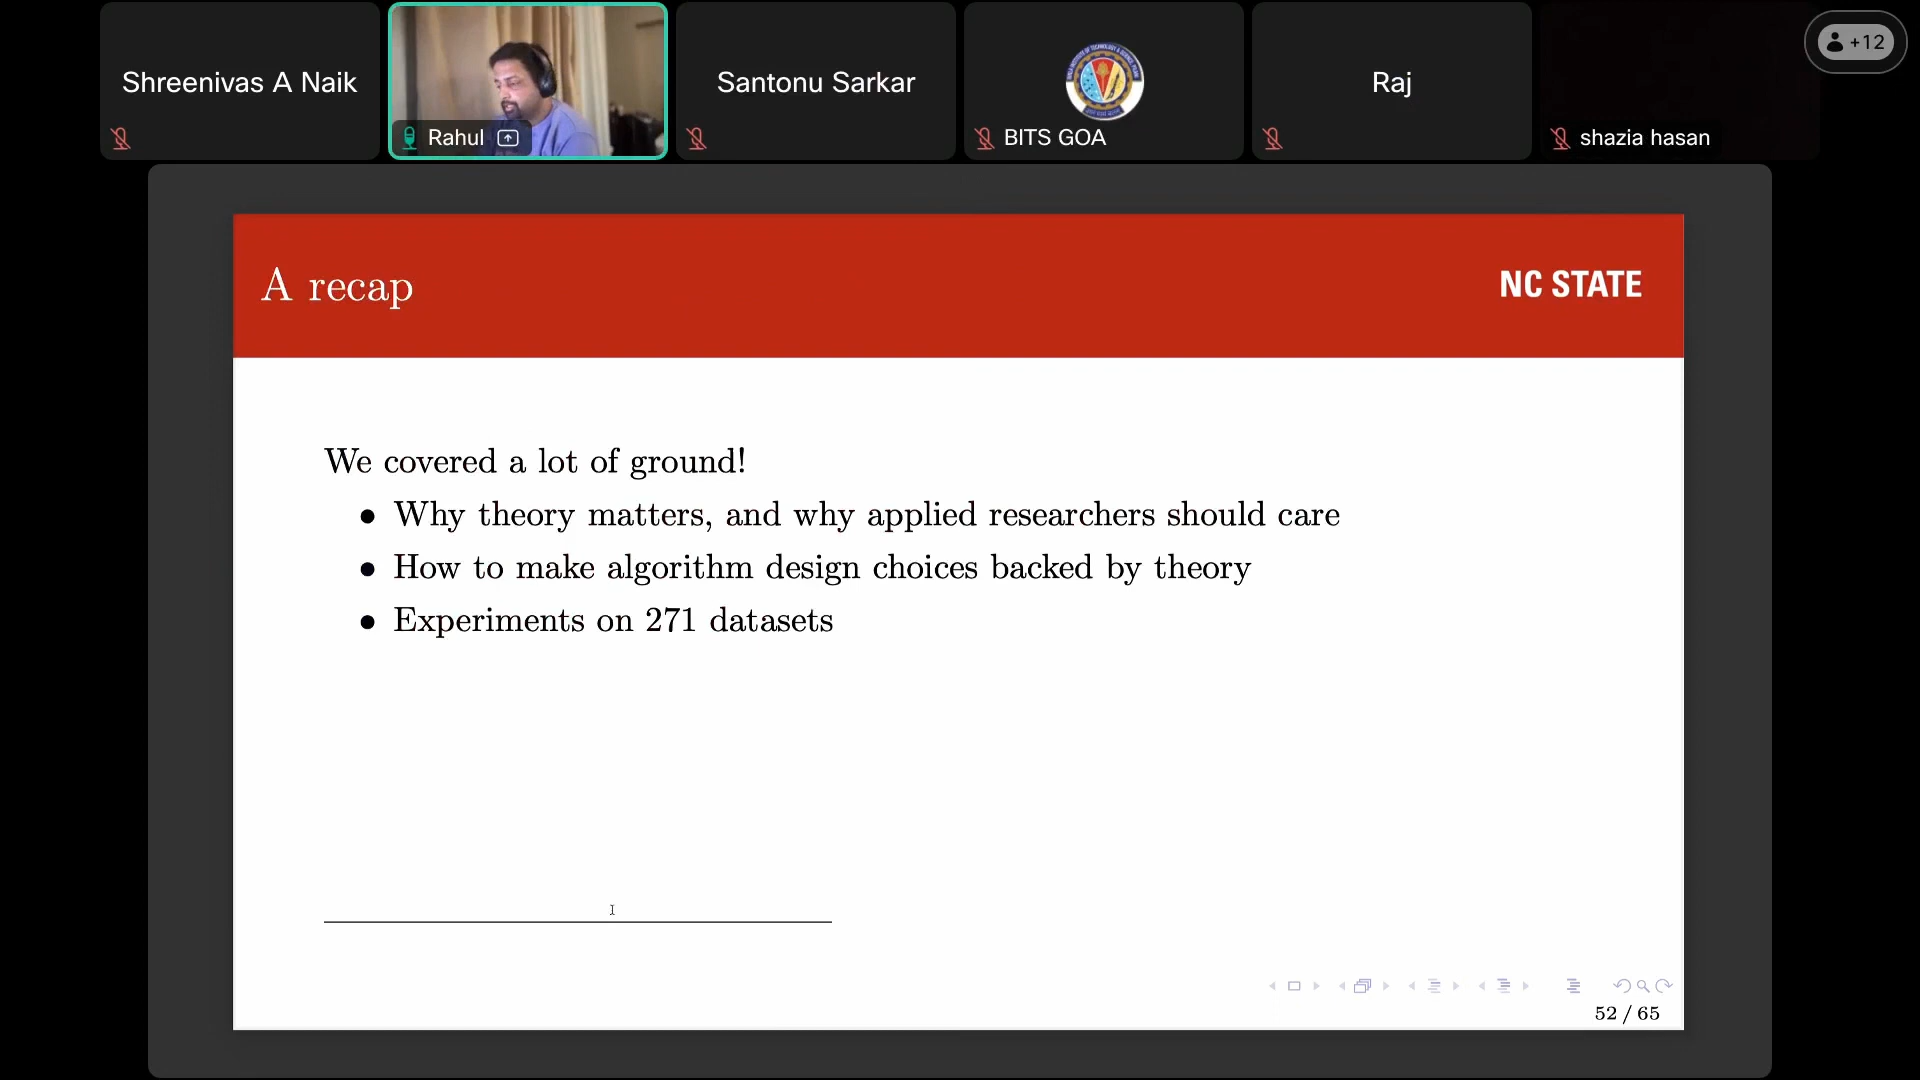 Shreenivas A Naik
Rahul
Santonu Sarkar
BITS GOA
Raj
shazia hasan
+12
A recap
NC STATE
We covered a lot of ground!
• Why theory matters, and why applied researchers should care
• How to make algorithm design choices backed by theory
• Experiments on 271 datasets
52 / 65